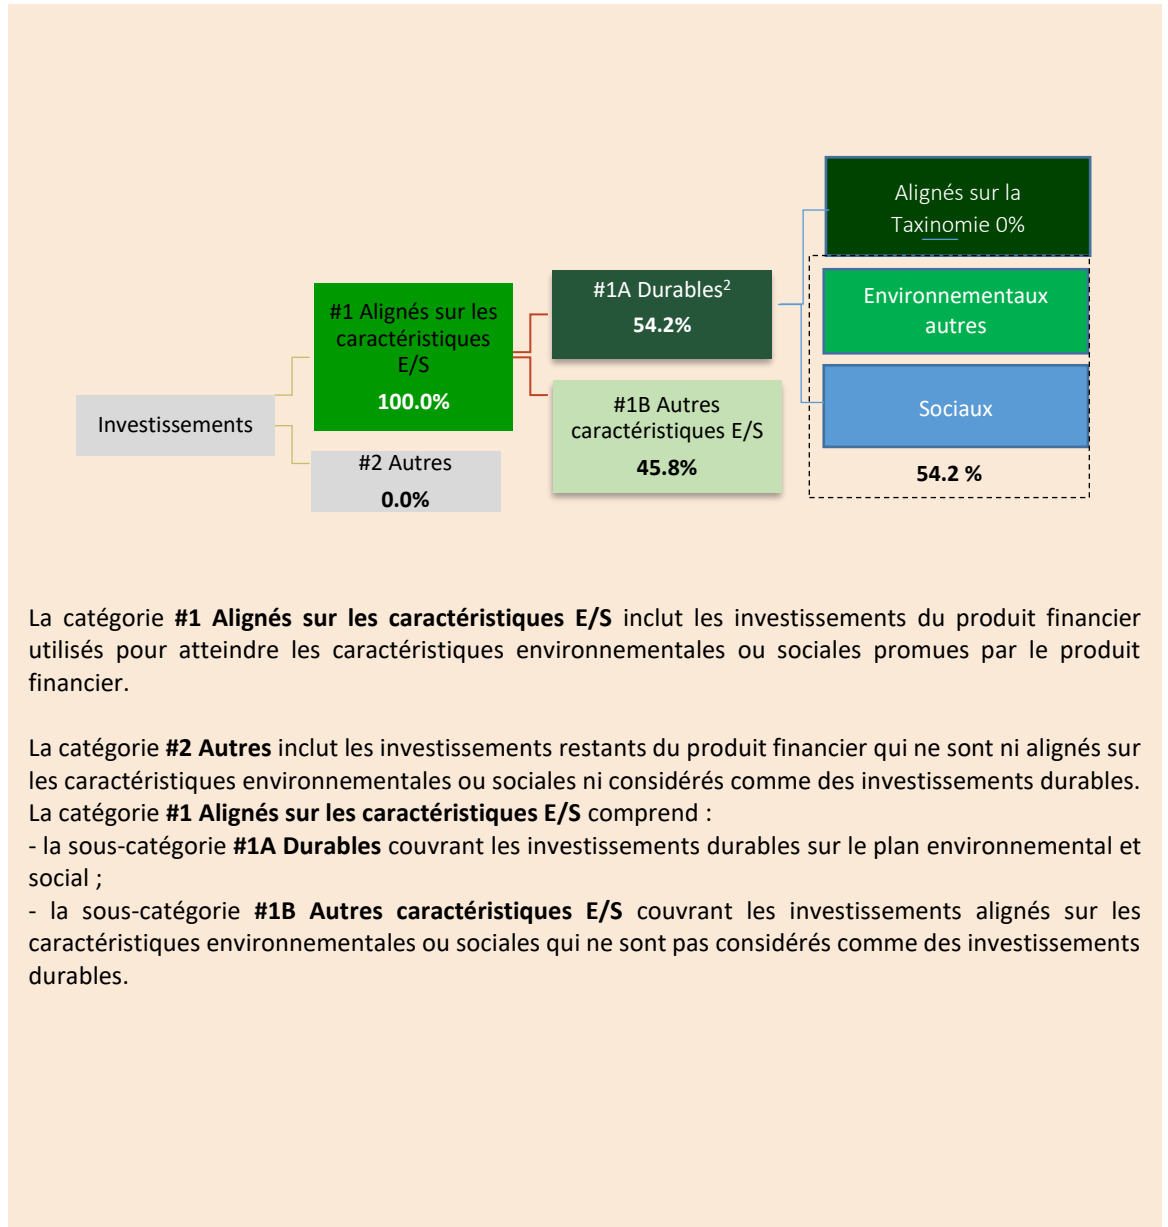 Investissements
#1 Alignés sur les
caractéristiques
E/S
100.0%
#2 Autres
0.0%
#1A Durables²
54.2%
#1B Autres
caractéristiques E/S
45.8%
Alignés sur la
Taxinomie 0%
Environnementaux
autres
Sociaux
54.2 %
La catégorie #1 Alignés sur les caractéristiques E/S inclut les investissements du produit financier
utilisés pour atteindre les caractéristiques environnementales ou sociales promues par le produit
financier.
La catégorie #2 Autres inclut les investissements restants du produit financier qui ne sont ni alignés sur
les caractéristiques environnementales ou sociales ni considérés comme des investissements durables.
La catégorie #1 Alignés sur les caractéristiques E/S comprend :
- la sous-catégorie #1A Durables couvrant les investissements durables sur le plan environnemental et
social ;
- la sous-catégorie #1B Autres caractéristiques E/S couvrant les investissements alignés sur les
caractéristiques environnementales ou sociales qui ne sont pas considérés comme des investissements
durables.